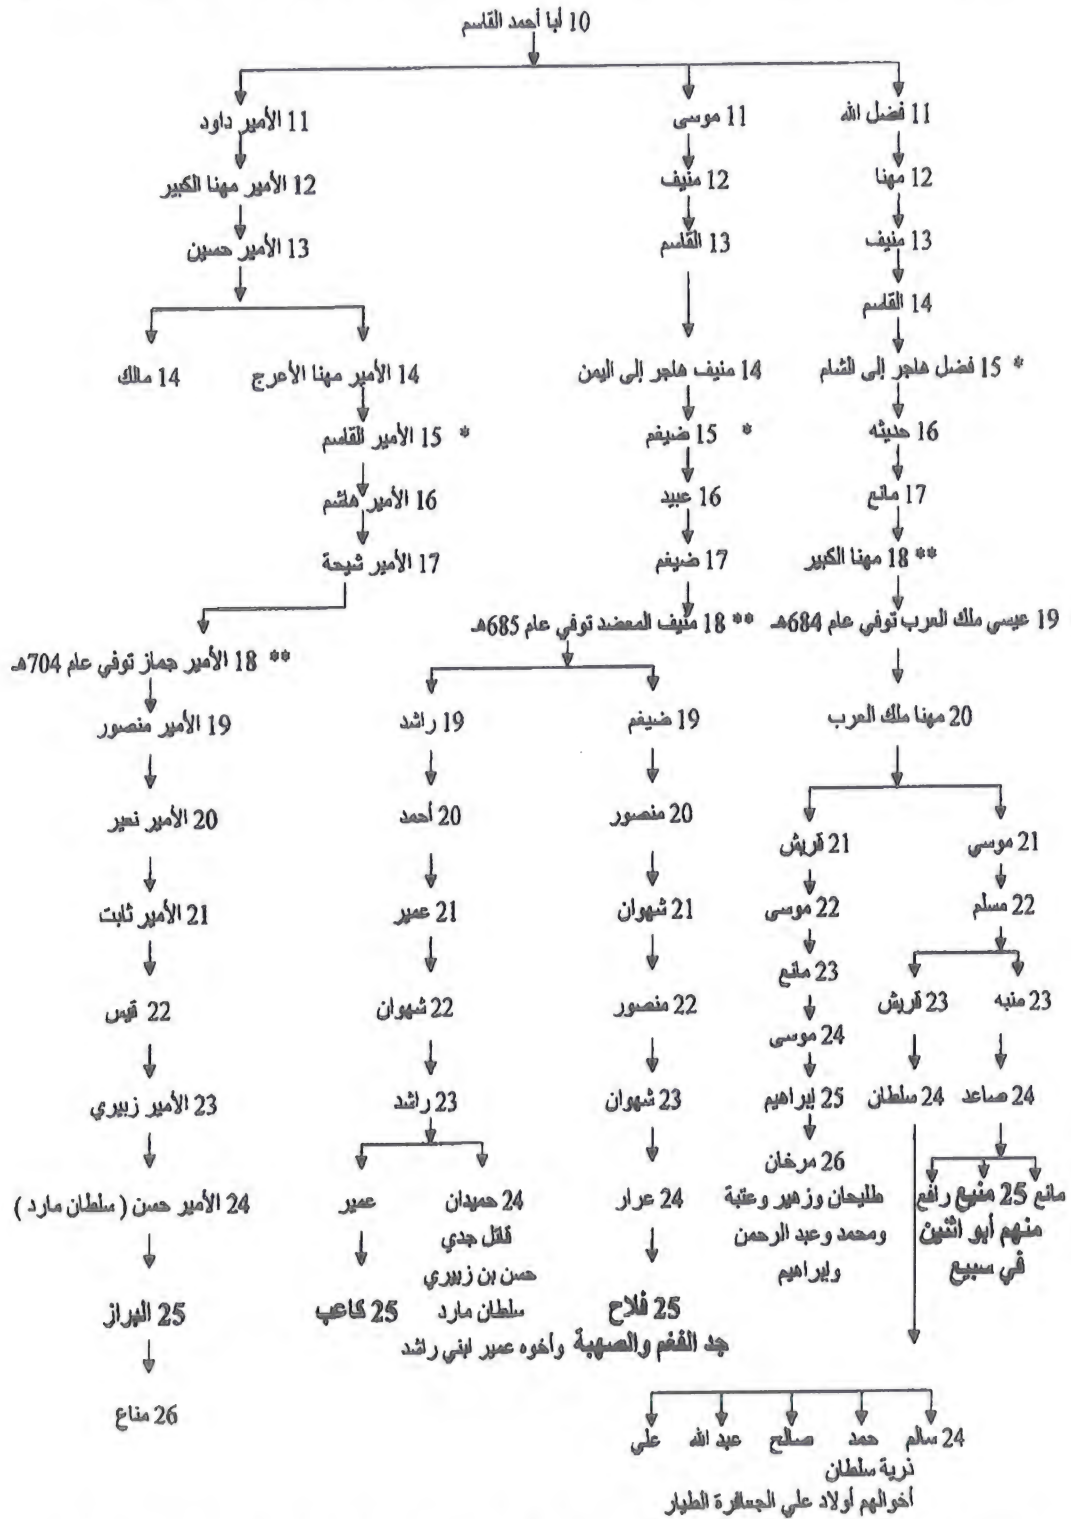 10 أبا أحمد القاسم
11 فضل الله
11 موسى
11 الأمير داود
12 مهنا
12 منيف
12 الأمير مهنا الكبير
13 منيف
13 القاسم
13 الأمير حسين
14 القاسم
* 15 فضل هاجر إلى الشام
14 منيف هاجر إلى اليمن
14 الأمير مهنا الأعرج
14 مالك
16 حديثه
* 15 ضيغم
* 15 الأمير القاسم
17 مانع
16 عبيد
16 الأمير هاشم
** 18 مهنا الكبير
17 ضيغم
17 الأمير شيحة
19 عيسي ملك العرب توفي عام 684هـ
** 18 منيف المعضد توفي عام 685هـ
** 18 الأمير جماز توفي عام 704هـ
20 مهنا ملك العرب
19 ضيغم
19 راشد
19 الأمير منصور
21 موسي
21 قريش
20 منصور
20 أحمد
20 الأمير نعير
22 مسلم
22 موسى
21 شهوان
21 عمير
21 الأمير ثابت
23 مانع
23 منبه
23 قريش
22 منصور
22 شهوان
22 قيس
24 موسى
24 صاعد
24 سلطان
25 إبراهيم
23 شهوان
23 راشد
23 الأمير زبيري
26 مرخان
مانع 25 منيع رافع
طليحان وزهير وعتبة
24 عرار
24 حميدان
عمير
24 الأمير حسن ( سلطان مارد )
منهم أبو اثنين
ومحمد وعبد الرحمن
قاتل جدي
في سبيع
وإبراهيم
حسن بن زبيري
25 فلاح
سلطان مارد
25 كاعب
25 البراز
جد الفغم والصهبة
وأخوه عمير ابني راشد
26 مناع
24 سالم
حمد
صالح
عبد الله
علي
ذرية سلطان
أخوالهم أولاد علي الجعافرة الطيار